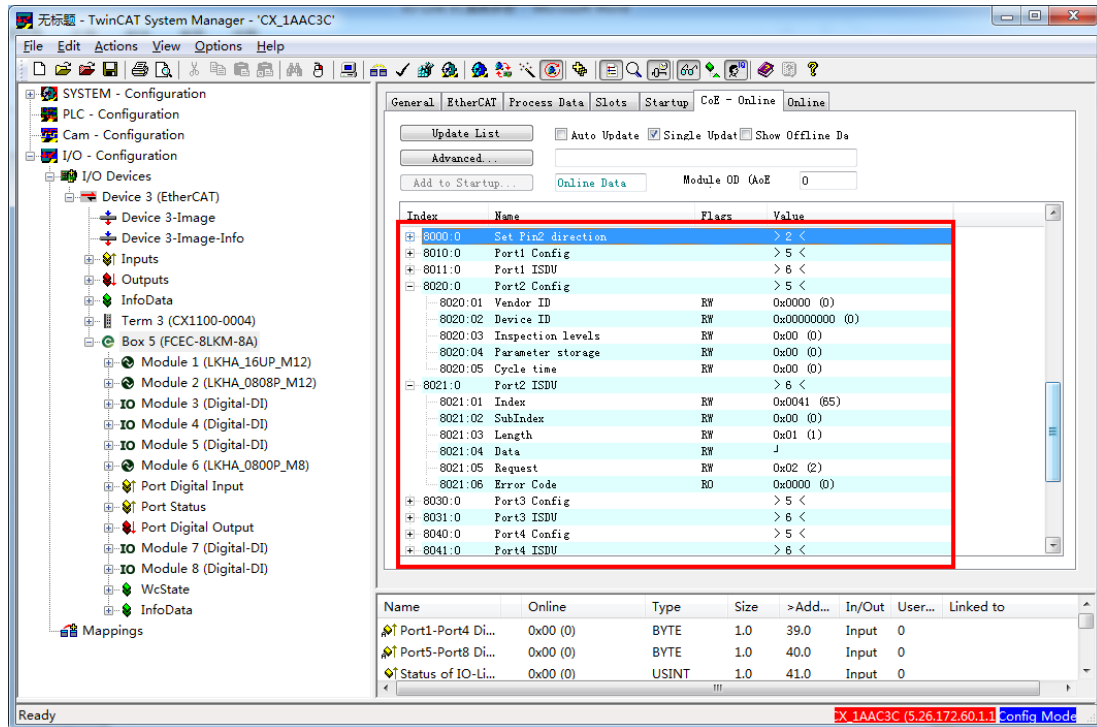 无标题 - TwinCAT System Manager - 'CX_1AAC3C'
File Edit Actions View Options Help
SYSTEM - Configuration
PLC - Configuration
Cam - Configuration
I/O - Configuration
I/O Devices
Device 3 (EtherCAT)
Device 3-Image
Device 3-Image-Info
Inputs
Outputs
InfoData
Term 3 (CX1100-0004)
Box 5 (FCEC-8LKM-8A)
Module 1 (LKHA_16UP_M12)
Module 2 (LKHA_0808P_M12)
Module 3 (Digital-DI)
Module 4 (Digital-DI)
Module 5 (Digital-DI)
Module 6 (LKHA_0800P_M8)
Port Digital Input
Port Status
Port Digital Output
Module 7 (Digital-DI)
Module 8 (Digital-DI)
WcState
InfoData
Mappings
General EtherCAT Process Data Slots Startup CoE - Online Online
Update List Auto Update Single Updat Show Offline Da
Advanced...
Add to Startup... Online Data Module OD (AoE 0
Index Name Flags Value
8000:0 Set Pin2 direction > 2 <
8010:0 Port1 Config > 5 <
8011:0 Port1 ISDU > 6 <
8020:0 Port2 Config > 5 <
8020:01 Vendor ID RW 0x0000 (0)
8020:02 Device ID RW 0x00000000 (0)
8020:03 Inspection levels RW 0x00 (0)
8020:04 Parameter storage RW 0x00 (0)
8020:05 Cycle time RW 0x00 (0)
8021:0 Port2 ISDU > 6 <
8021:01 Index RW 0x0041 (65)
8021:02 SubIndex RW 0x00 (0)
8021:03 Length RW 0x01 (1)
8021:04 Data RW
8021:05 Request RW 0x02 (2)
8021:06 Error Code RO 0x0000 (0)
8030:0 Port3 Config > 5 <
8031:0 Port3 ISDU > 6 <
8040:0 Port4 Config > 5 <
8041:0 Port4 ISDU > 6 <
Name Online Type Size >Add... In/Out User... Linked to
Port1-Port4 Di... 0x00 (0) BYTE 1.0 39.0 Input 0
Port5-Port8 Di... 0x00 (0) BYTE 1.0 40.0 Input 0
Status of IO-Li... 0x00 (0) USINT 1.0 41.0 Input 0
Ready CX_1AAC3C (5.26.172.60.1.1 Config Mode